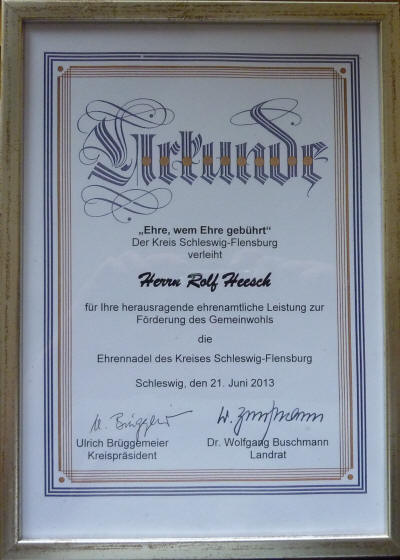 Urkunde
„Ehre, wem Ehre gebührt“
Der Kreis Schleswig-Flensburg
verleiht
Herrn Rolf Heesch
für Ihre herausragende ehrenamtliche Leistung zur
Förderung des Gemeinwohls
die
Ehrennadel des Kreises Schleswig-Flensburg
Schleswig, den 21. Juni 2013
Ulrich Brüggemeier Dr. Wolfgang Buschmann
Kreispräsident Landrat